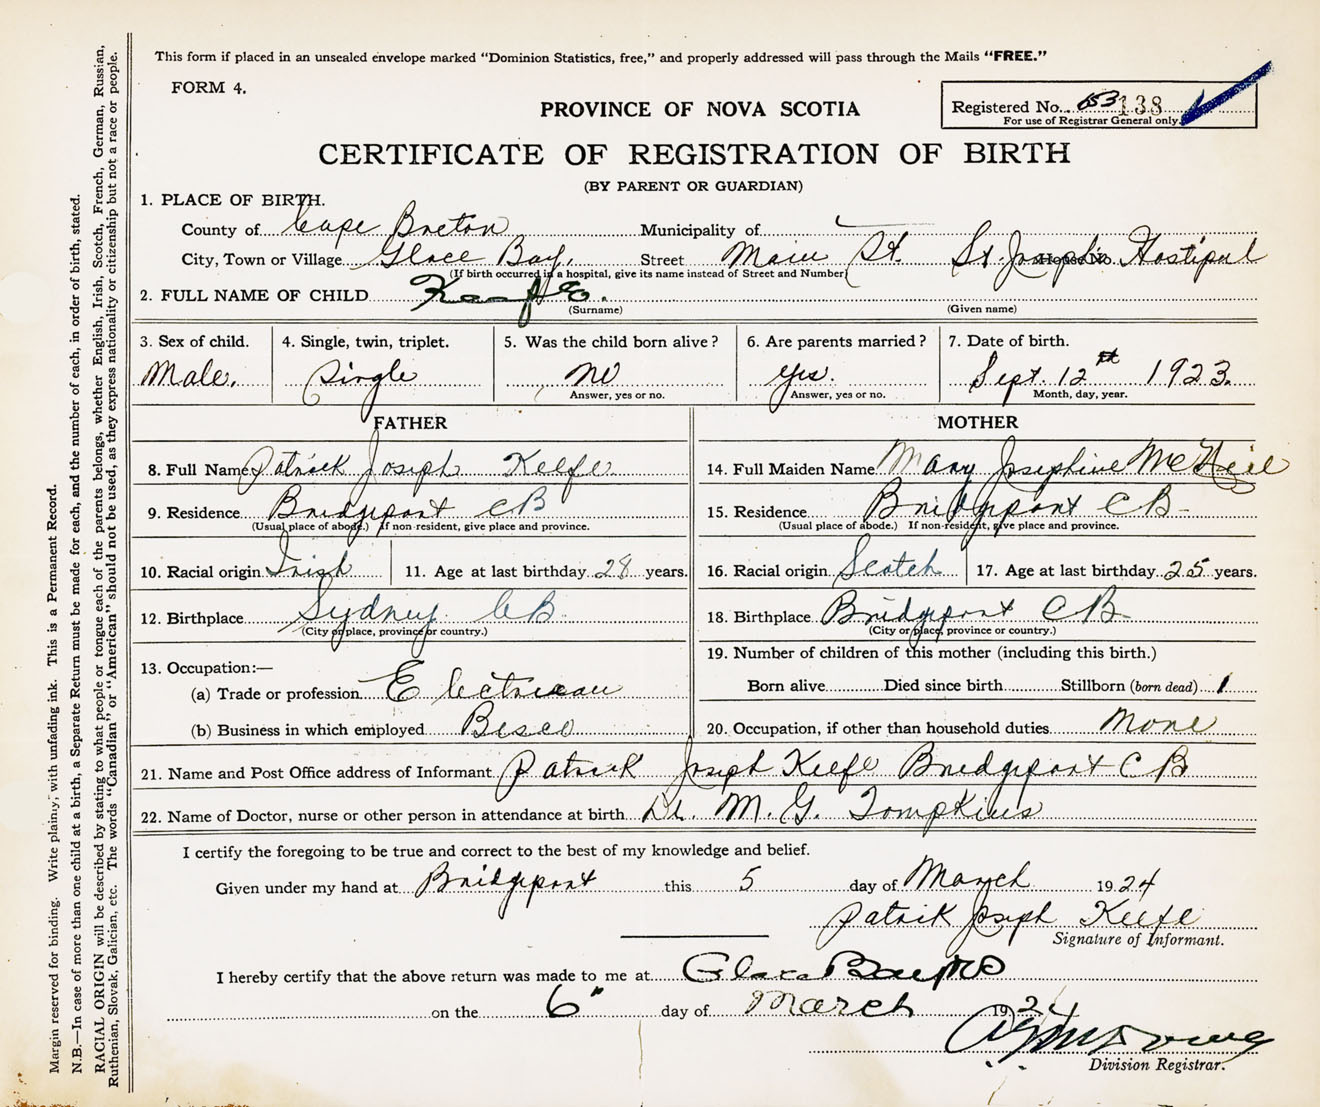 This form if placed in an unsealed envelope marked “Dominion Statistics, free,” and properly addressed will pass through the Mails “FREE.”
FORM 4.
Registered No. 653138
For use of Registrar General only.
PROVINCE OF NOVA SCOTIA
CERTIFICATE OF REGISTRATION OF BIRTH
(BY PARENT OR GUARDIAN)
1. PLACE OF BIRTH.
County of Cape Breton Municipality of
City, Town or Village Glace Bay, Street Main St. House No. St. Joseph's Hostipul
(If birth occurred in a hospital, give its name instead of Street and Number)
2. FULL NAME OF CHILD
(Surname) (Given name)
3. Sex of child. 4. Single, twin, triplet. 5. Was the child born alive? 6. Are parents married? 7. Date of birth.
Male. Single no yes. Sept. 12th 1923.
Answer, yes or no. Answer, yes or no. Month, day, year.
FATHER MOTHER
8. Full Name Patrick Joseph Keefe 14. Full Maiden Name Mary Josephine McNeil
9. Residence Bridgeport CB 15. Residence Bridgeport CB
(Usual place of abode.) If non-resident, give place and province. (Usual place of abode.) If non-resident, give place and province.
10. Racial origin Irish 11. Age at last birthday 28 years. 16. Racial origin Scotch 17. Age at last birthday 25 years.
12. Birthplace Sydney CB. 18. Birthplace Bridgeport CB
(City or place, province or country.) (City or place, province or country.)
13. Occupation:— 19. Number of children of this mother (including this birth.)
(a) Trade or profession Electrician Born alive Died since birth Stillborn (born dead) 1
(b) Business in which employed Besco 20. Occupation, if other than household duties None
21. Name and Post Office address of Informant Patrick Joseph Keefe Bridgeport CB
22. Name of Doctor, nurse or other person in attendance at birth Dr. M. G. Tompkins
I certify the foregoing to be true and correct to the best of my knowledge and belief.
Given under my hand at Bridgeport this 5 day of March 1924
Patrik Joseph Keefe
Signature of Informant.
I hereby certify that the above return was made to me at Glace Bay NS
on the 6" day of March 1924
Division Registrar.
Margin reserved for binding. Write plainly, with unfading ink. This is a Permanent Record.
N.B.—In case of more than one child at a birth, a Separate Return must be made for each, and the number of each, in order of birth, stated.
RACIAL ORIGIN will be described by stating to what people or tongue each of the parents belongs, whether English, Irish, Scotch, French, German, Russian,
Ruthenian, Slovak, Galician, etc. The words “Canadian” or “American” should not be used, as they express nationality or citizenship but not a race or people.